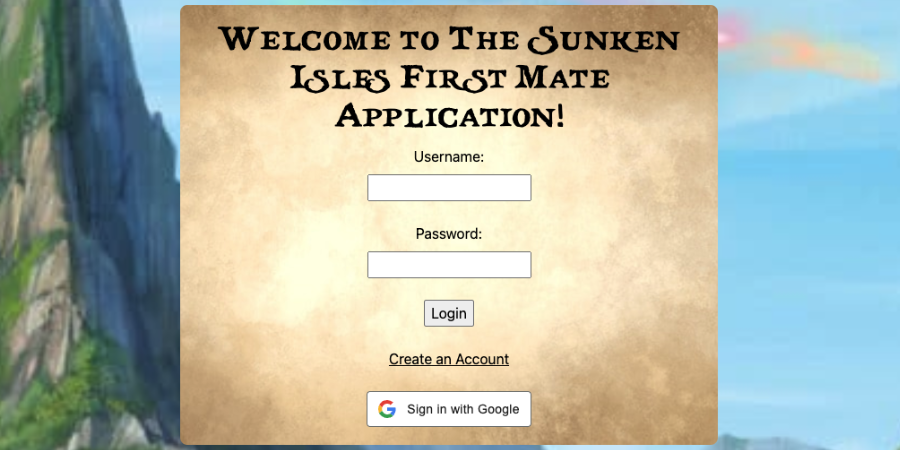 Welcome to The Sunken
Isles First Mate
Application!
Username:
Password:
Login
Create an Account
Sign in with Google